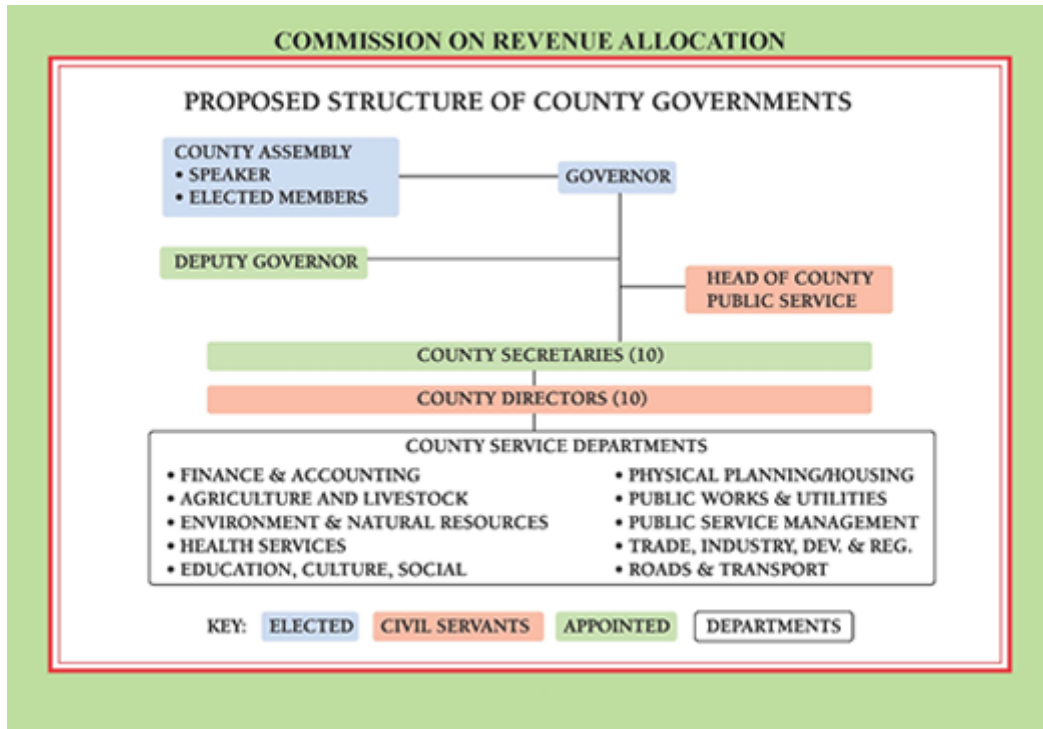 COMMISSION ON REVENUE ALLOCATION
PROPOSED STRUCTURE OF COUNTY GOVERNMENTS
COUNTY ASSEMBLY
• SPEAKER
• ELECTED MEMBERS
GOVERNOR
DEPUTY GOVERNOR
HEAD OF COUNTY
PUBLIC SERVICE
COUNTY SECRETARIES (10)
COUNTY DIRECTORS (10)
COUNTY SERVICE DEPARTMENTS
• FINANCE & ACCOUNTING
• AGRICULTURE AND LIVESTOCK
• ENVIRONMENT & NATURAL RESOURCES
• HEALTH SERVICES
• EDUCATION, CULTURE, SOCIAL
• PHYSICAL PLANNING/HOUSING
• PUBLIC WORKS & UTILITIES
• PUBLIC SERVICE MANAGEMENT
• TRADE, INDUSTRY, DEV. & REG.
• ROADS & TRANSPORT
KEY: ELECTED CIVIL SERVANTS APPOINTED DEPARTMENTS